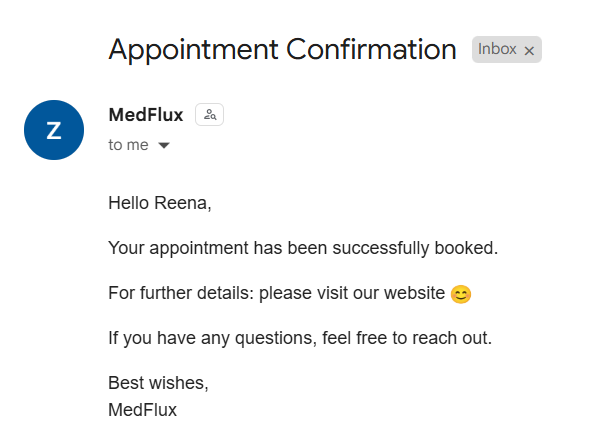 Appointment Confirmation Inbox ×
Z
MedFlux
to me
Hello Reena,
Your appointment has been successfully booked.
For further details: please visit our website 😊
If you have any questions, feel free to reach out.
Best wishes,
MedFlux